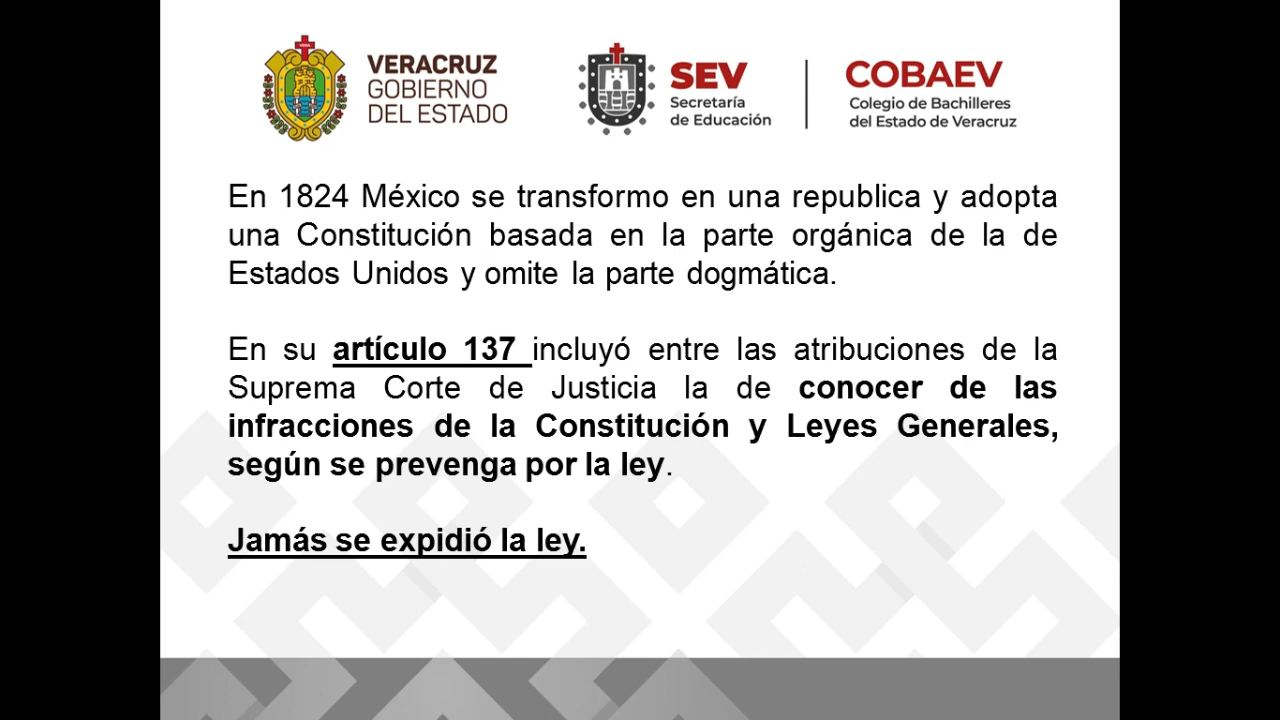 VERACRUZ
GOBIERNO
DEL ESTADO
SEV
Secretaría
de Educación
COBAEV
Colegio de Bachilleres
del Estado de Veracruz
En 1824 México se transformo en una republica y adopta
una Constitución basada en la parte orgánica de la de
Estados Unidos y omite la parte dogmática.
En su artículo 137 incluyó entre las atribuciones de la
Suprema Corte de Justicia la de conocer de las
infracciones de la Constitución y Leyes Generales,
según se prevenga por la ley.
Jamás se expidió la ley.